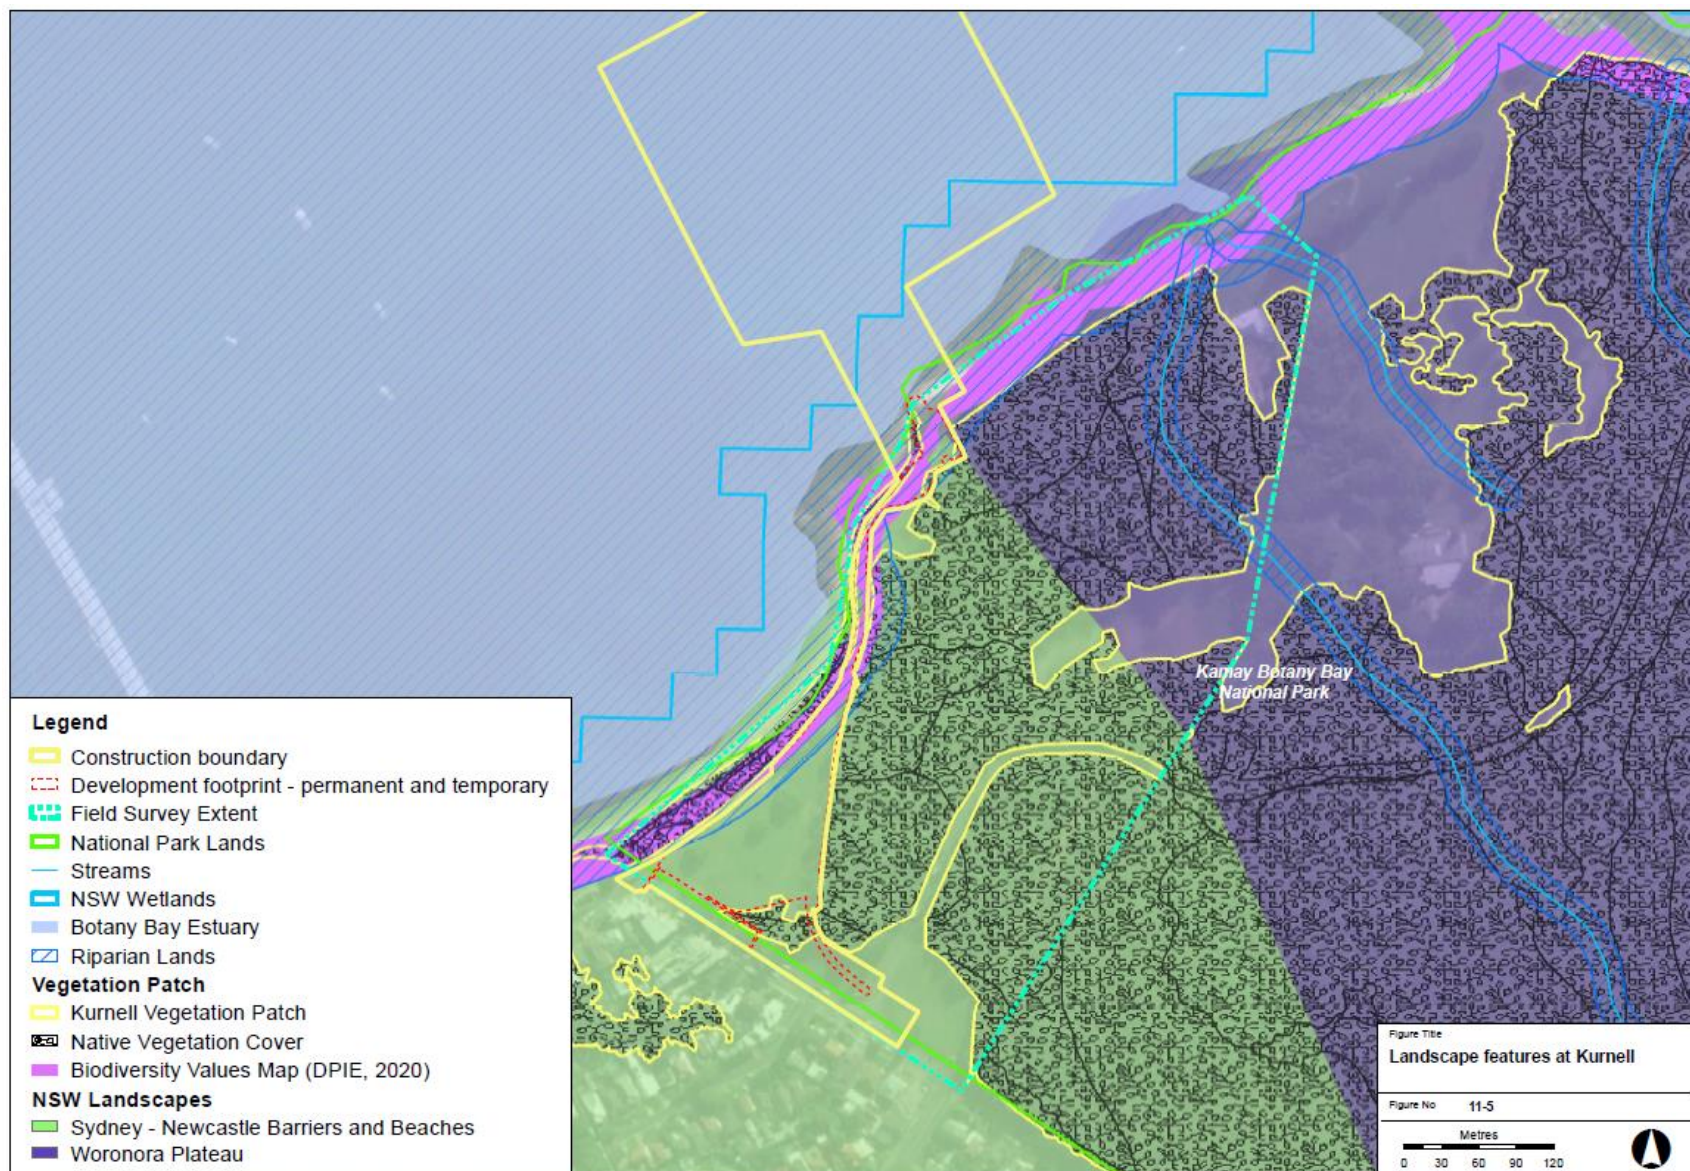 Kamay Botany Bay
National Park
Legend
Construction boundary
Development footprint - permanent and temporary
Field Survey Extent
National Park Lands
Streams
NSW Wetlands
Botany Bay Estuary
Riparian Lands
Vegetation Patch
Kurnell Vegetation Patch
Native Vegetation Cover
Biodiversity Values Map (DPIE, 2020)
NSW Landscapes
Sydney - Newcastle Barriers and Beaches
Woronora Plateau
Figure Title
Landscape features at Kurnell
Figure No 11-5
Metres
0 30 60 90 120